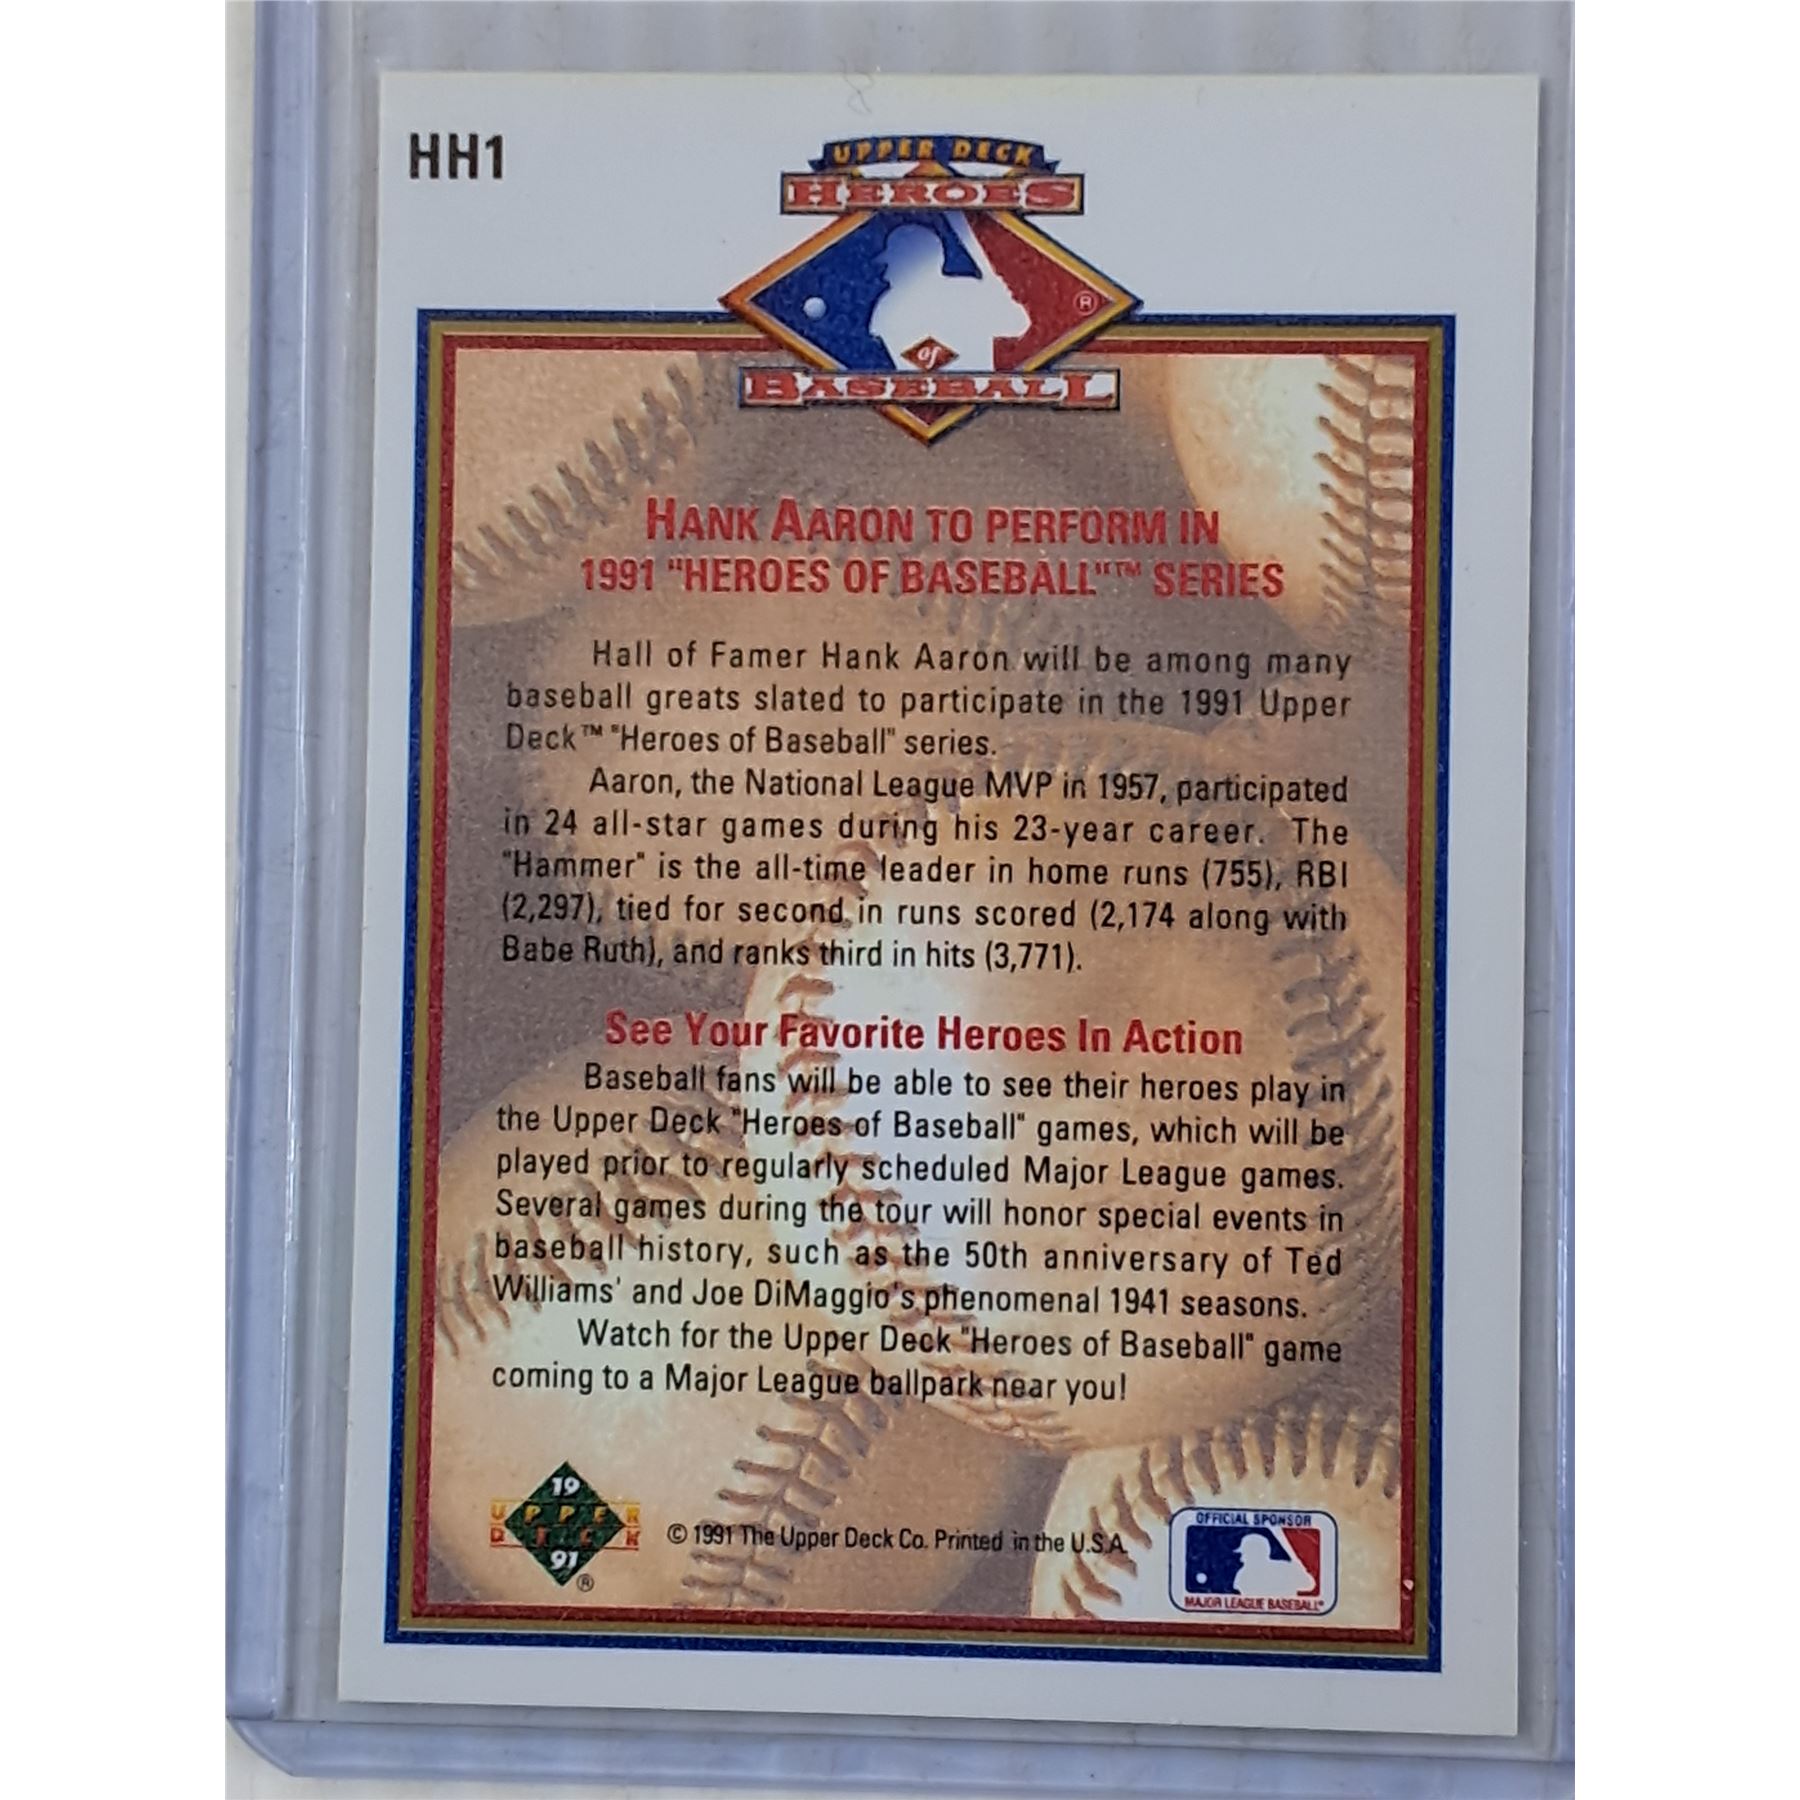 HH1
UPPER DECK
HEROES
®
of
BASEBALL
HANK AARON TO PERFORM IN
1991 "HEROES OF BASEBALL"™ SERIES
Hall of Famer Hank Aaron will be among many
baseball greats slated to participate in the 1991 Upper
Deck™ "Heroes of Baseball" series.
Aaron, the National League MVP in 1957, participated
in 24 all-star games during his 23-year career. The
"Hammer" is the all-time leader in home runs (755), RBI
(2,297), tied for second in runs scored (2,174 along with
Babe Ruth), and ranks third in hits (3,771).
See Your Favorite Heroes In Action
Baseball fans will be able to see their heroes play in
the Upper Deck "Heroes of Baseball" games, which will be
played prior to regularly scheduled Major League games.
Several games during the tour will honor special events in
baseball history, such as the 50th anniversary of Ted
Williams' and Joe DiMaggio's phenomenal 1941 seasons.
Watch for the Upper Deck "Heroes of Baseball" game
coming to a Major League ballpark near you!
19
UPPER
DECK
91
®
© 1991 The Upper Deck Co. Printed in the U.S.A.
OFFICIAL SPONSOR
MAJOR LEAGUE BASEBALL®